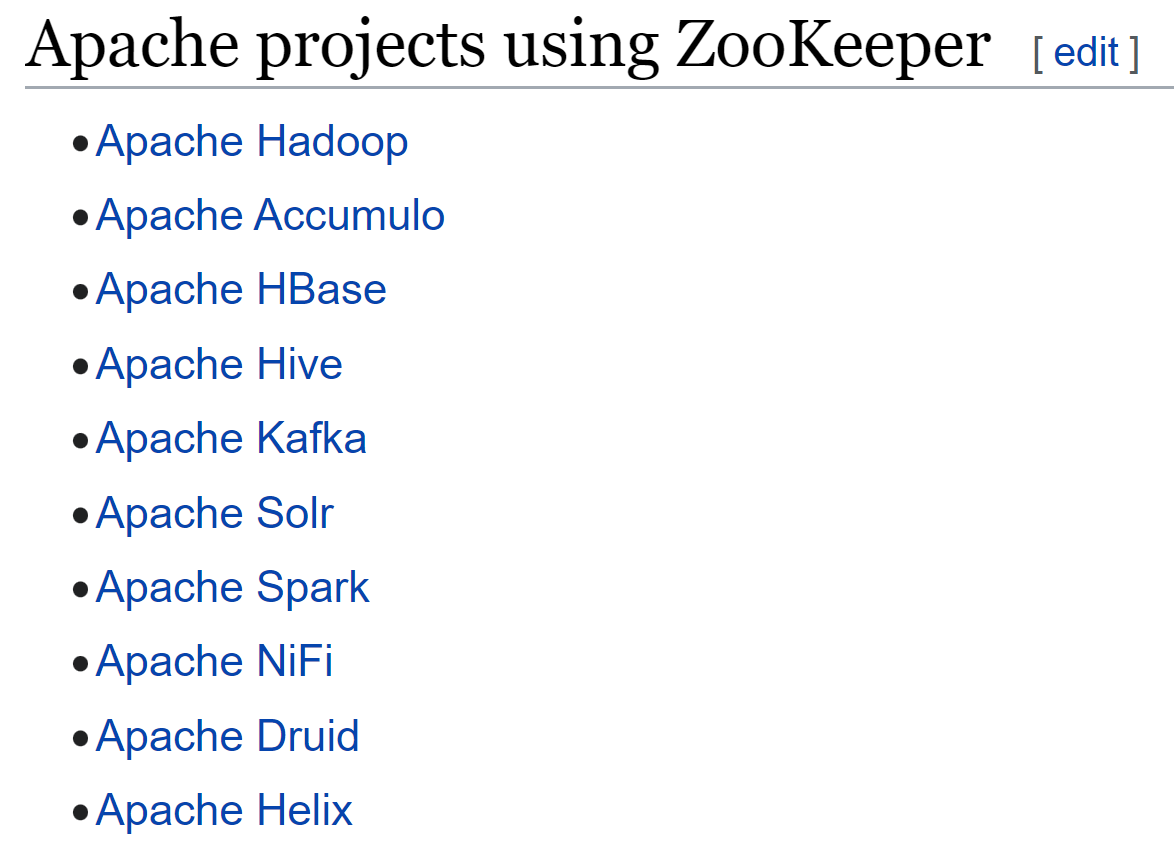 Apache projects using ZooKeeper [ edit ]
•Apache Hadoop
•Apache Accumulo
•Apache HBase
•Apache Hive
•Apache Kafka
•Apache Solr
•Apache Spark
•Apache NiFi
•Apache Druid
•Apache Helix